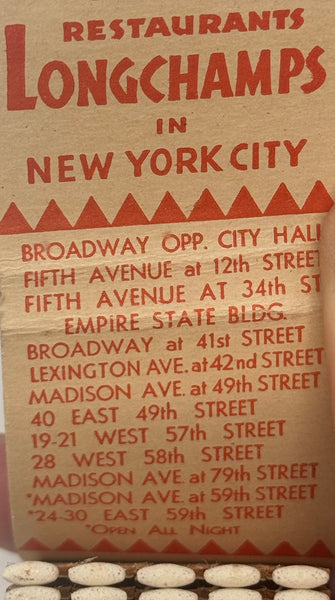 RESTAURANTS
LONGCHAMPS
IN
NEW YORK CITY
BROADWAY OPP. CITY HALL
FIFTH AVENUE at 12th STREET
FIFTH AVENUE AT 34th ST
EMPIRE STATE BLDG.
BROADWAY at 41st STREET
LEXINGTON AVE. at 42nd STREET
MADISON AVE. at 49th STREET
40 EAST 49th STREET
19-21 WEST 57th STREET
28 WEST 58th STREET
MADISON AVE. at 79th STREET
*MADISON AVE. at 59th STREET
*24-30 EAST 59th STREET
*OPEN ALL NIGHT